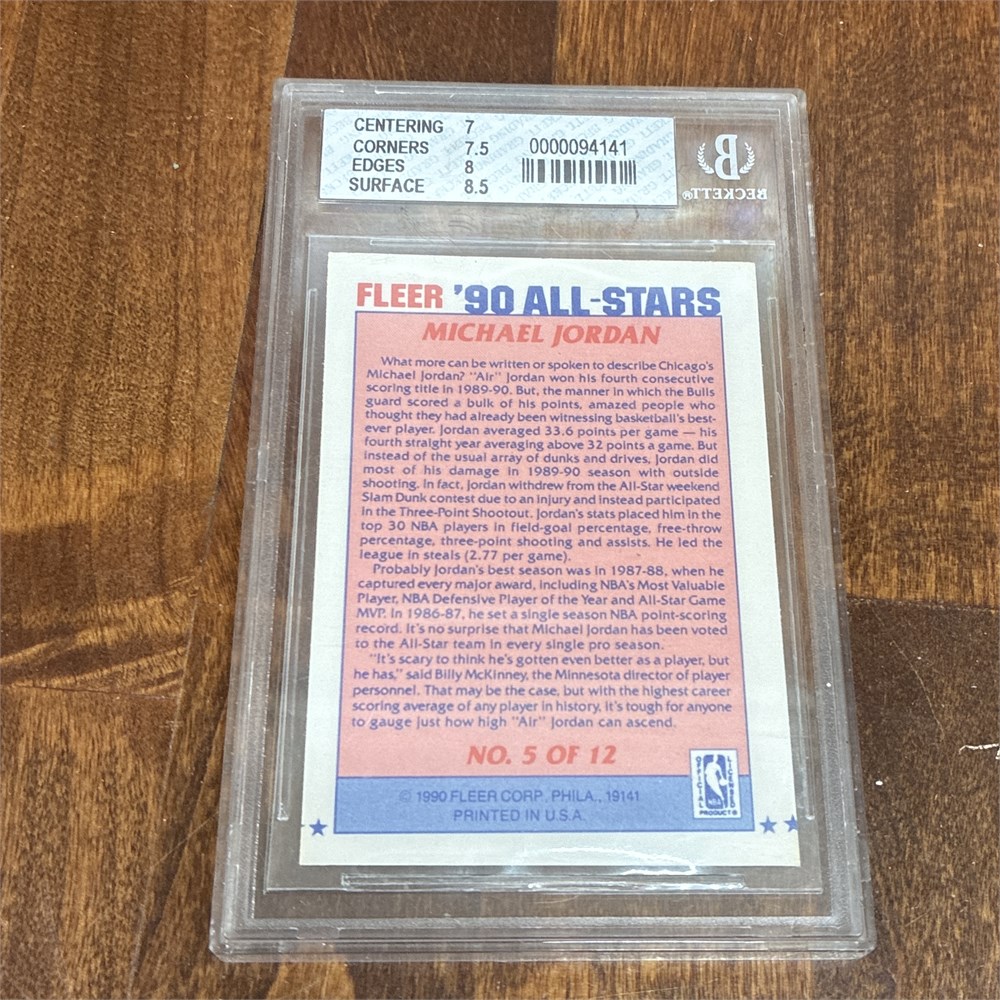 CENTERING 7
CORNERS 7.5
EDGES 8
SURFACE 8.5
0000094141
B
BECKETT®
FLEER '90 ALL-STARS
MICHAEL JORDAN
What more can be written or spoken to describe Chicago's
Michael Jordan? "Air" Jordan won his fourth consecutive
scoring title in 1989-90. But, the manner in which the Bulls
guard scored a bulk of his points, amazed people who
thought they had already been witnessing basketball's best-
ever player. Jordan averaged 33.6 points per game — his
fourth straight year averaging above 32 points a game. But
instead of the usual array of dunks and drives, Jordan did
most of his damage in 1989-90 season with outside
shooting. In fact, Jordan withdrew from the All-Star weekend
Slam Dunk contest due to an injury and instead participated
in the Three-Point Shootout. Jordan's stats placed him in the
top 30 NBA players in field-goal percentage, free-throw
percentage, three-point shooting and assists. He led the
league in steals (2.77 per game).
Probably Jordan's best season was in 1987-88, when he
captured every major award, including NBA's Most Valuable
Player, NBA Defensive Player of the Year and All-Star Game
MVP. In 1986-87, he set a single season NBA point-scoring
record. It's no surprise that Michael Jordan has been voted
to the All-Star team in every single pro season.
"It's scary to think he's gotten even better as a player, but
he has," said Billy McKinney, the Minnesota director of player
personnel. That may be the case, but with the highest career
scoring average of any player in history, it's tough for anyone
to gauge just how high "Air" Jordan can ascend.
NO. 5 OF 12
OFFICIAL
LICENSED
NBA
PRODUCT®
© 1990 FLEER CORP. PHILA., 19141
PRINTED IN U.S.A.